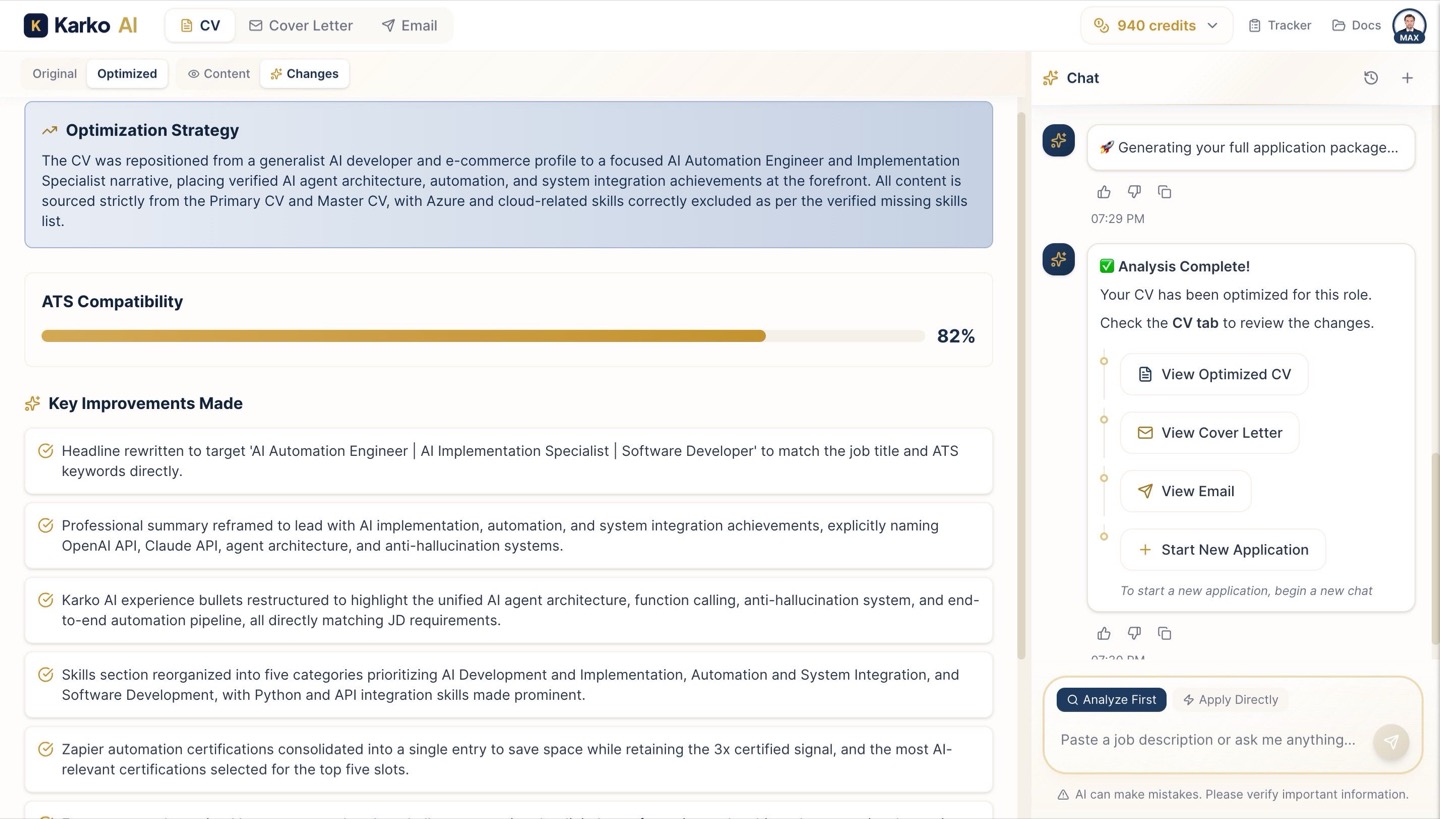 K Karko AI
CV
Cover Letter
Email
940 credits
Tracker
Docs
MAX
Original
Optimized
Content
Changes
Optimization Strategy
The CV was repositioned from a generalist AI developer and e-commerce profile to a focused AI Automation Engineer and Implementation
Specialist narrative, placing verified AI agent architecture, automation, and system integration achievements at the forefront. All content is
sourced strictly from the Primary CV and Master CV, with Azure and cloud-related skills correctly excluded as per the verified missing skills
list.
ATS Compatibility
82%
Key Improvements Made
Headline rewritten to target 'AI Automation Engineer | AI Implementation Specialist | Software Developer' to match the job title and ATS
keywords directly.
Professional summary reframed to lead with AI implementation, automation, and system integration achievements, explicitly naming
OpenAI API, Claude API, agent architecture, and anti-hallucination systems.
Karko AI experience bullets restructured to highlight the unified AI agent architecture, function calling, anti-hallucination system, and end-
to-end automation pipeline, all directly matching JD requirements.
Skills section reorganized into five categories prioritizing AI Development and Implementation, Automation and System Integration, and
Software Development, with Python and API integration skills made prominent.
Zapier automation certifications consolidated into a single entry to save space while retaining the 3x certified signal, and the most AI-
relevant certifications selected for the top five slots.
Chat
🚀 Generating your full application package...
07:29 PM
✅ Analysis Complete!
Your CV has been optimized for this role.
Check the CV tab to review the changes.
View Optimized CV
View Cover Letter
View Email
Start New Application
To start a new application, begin a new chat
07:30 PM
Analyze First
Apply Directly
Paste a job description or ask me anything...
AI can make mistakes. Please verify important information.